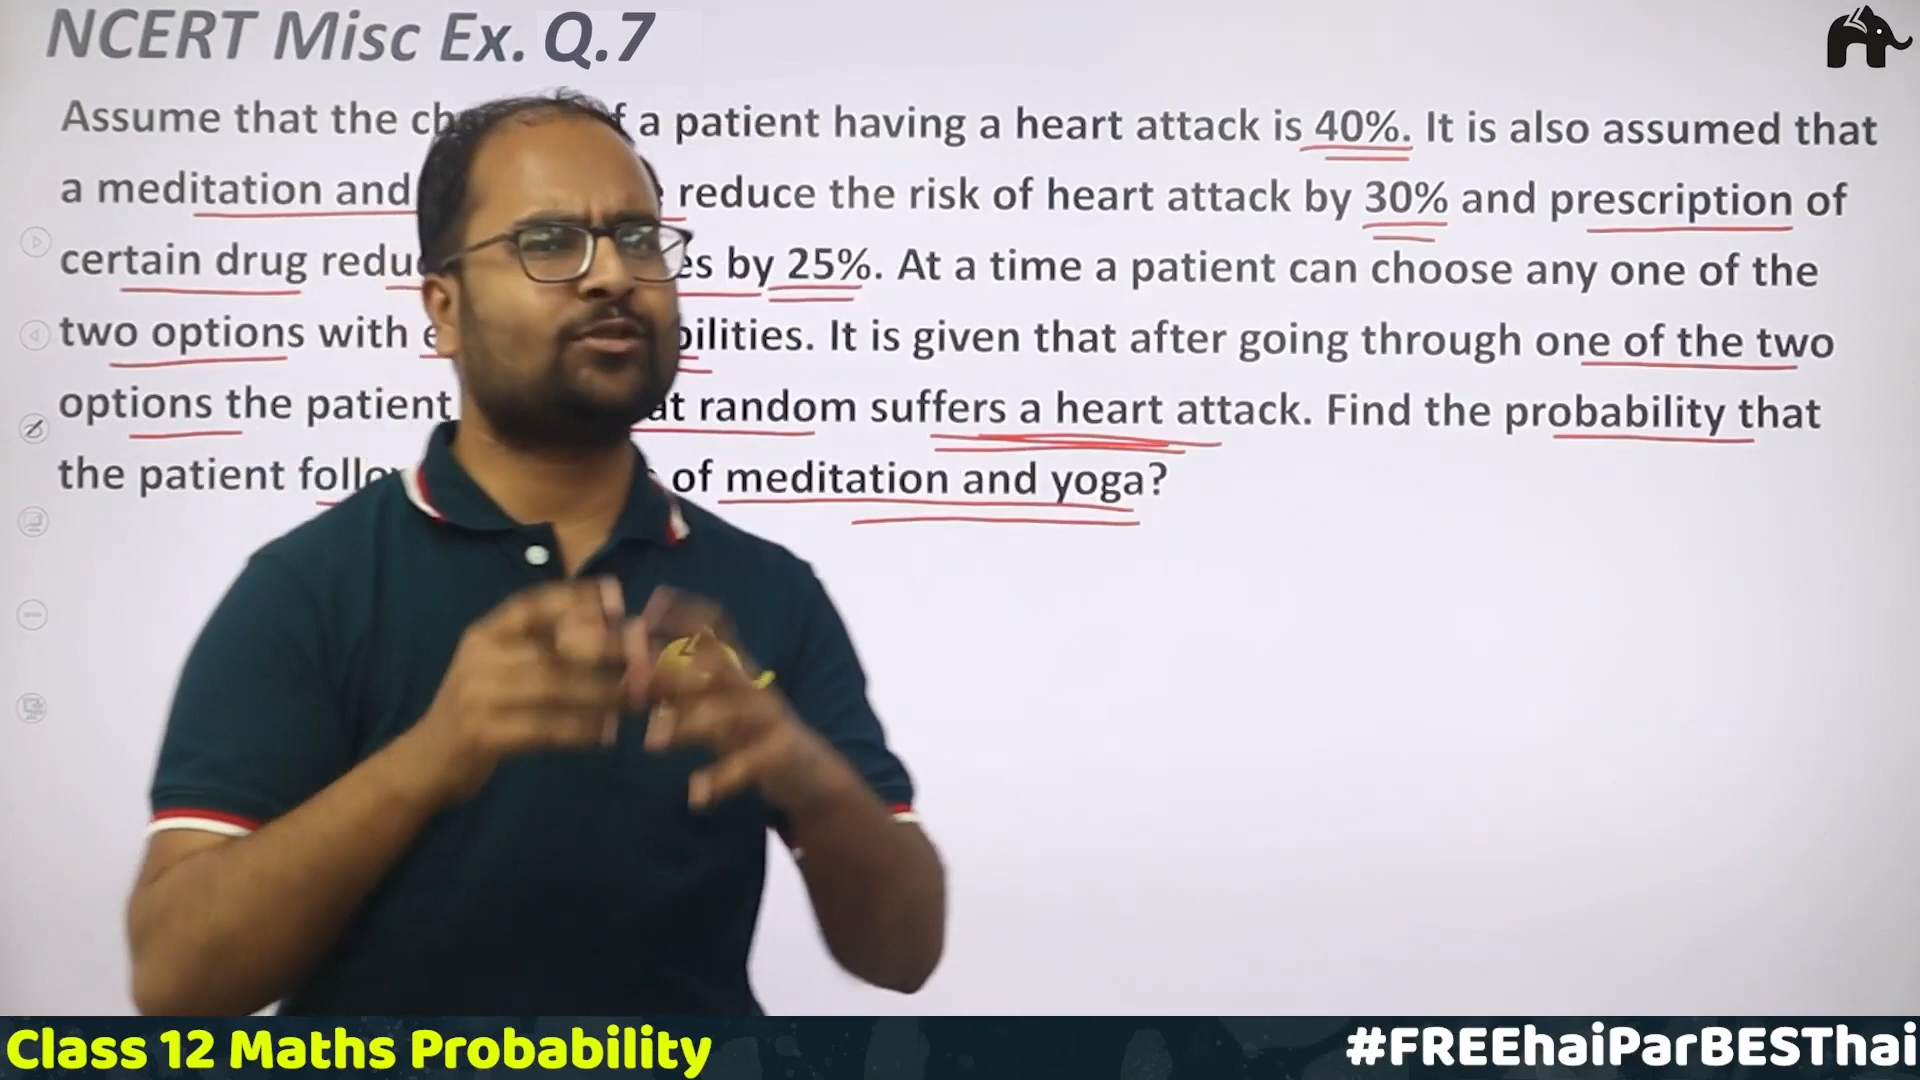 NCERT Misc Ex. Q.7
Assume that the a patient having a heart attack is 40%. It is also assumed that
a meditation and reduce the risk of heart attack by 30% and prescription of
certain drug by 25%. At a time a patient can choose any one of the
two options with It is given that after going through one of the two
options the patient at random suffers a heart attack. Find the probability that
the patient of meditation and yoga?
Class 12 Maths Probability
#FREEhaiParBESThai